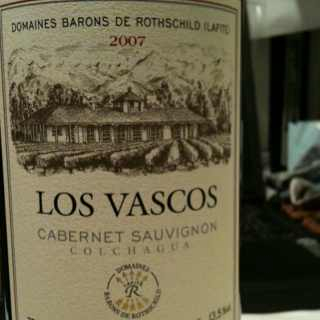 DOMAINES BARONS DE ROTHSCHILD (LAFITE)
2007
LOS VASCOS
CABERNET SAUVIGNON
COLCHAGUA
DOMAINES
R
BARONS DE ROTHSCHILD